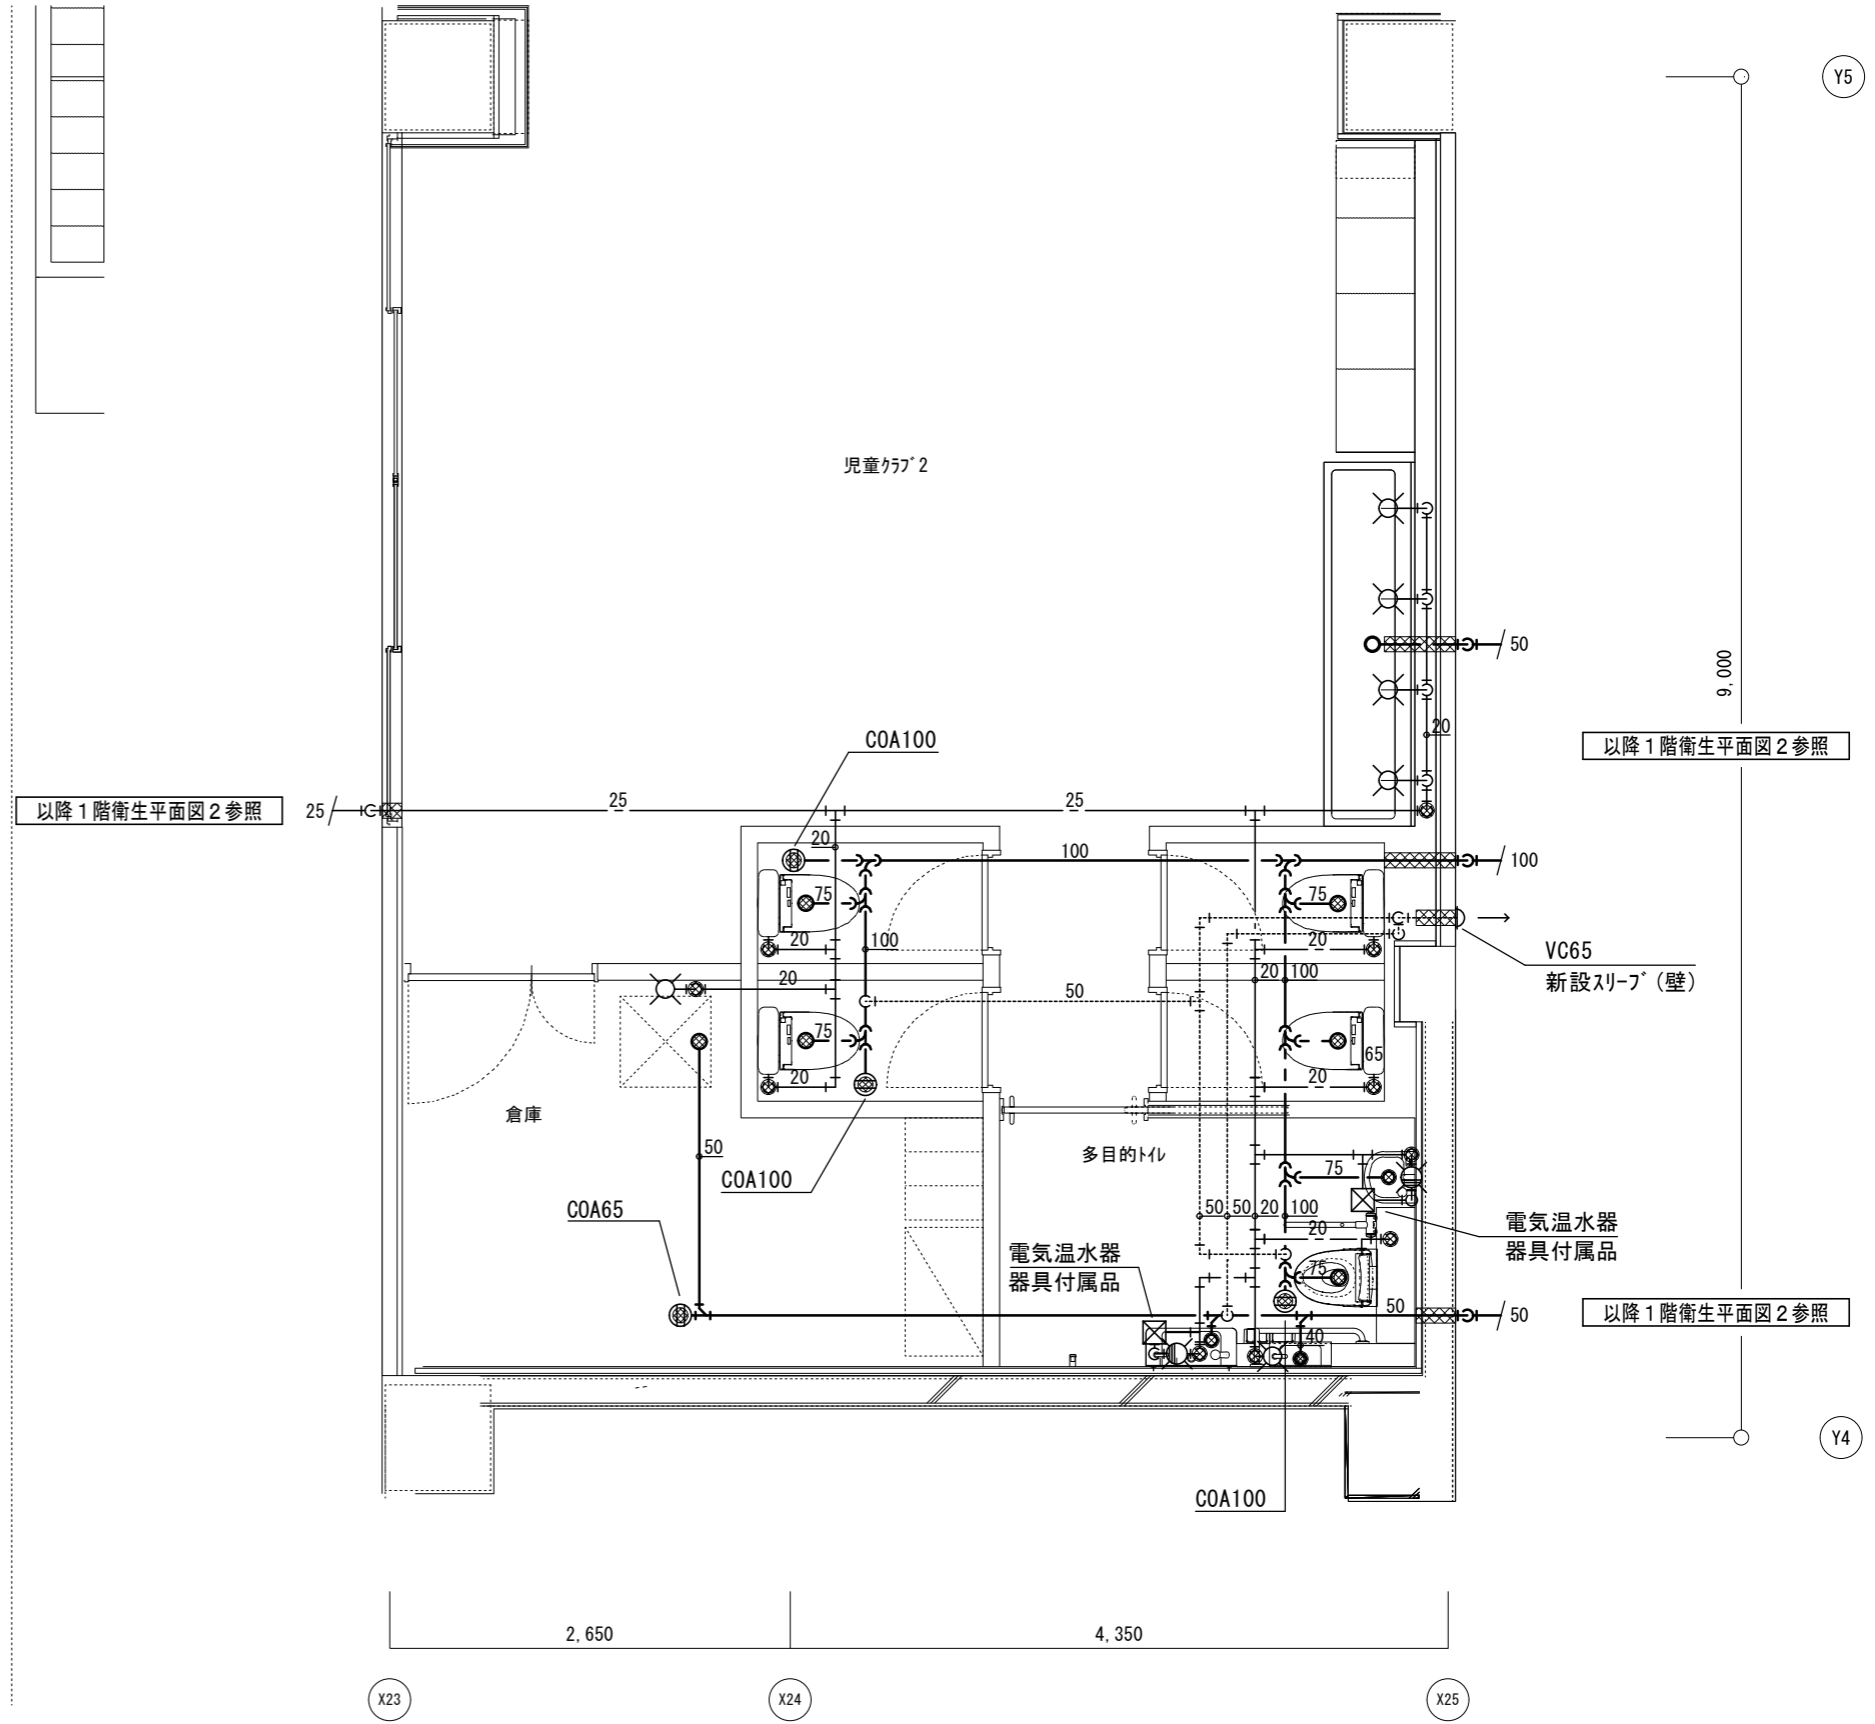 Y5
児童ｸﾗﾌﾞ2
50
9,000
20
COA100
以降１階衛生平面図２参照
以降１階衛生平面図２参照
25
25
25
20
100
100
75
75
20
100
20
VC65
新設ｽﾘｰﾌﾞ(壁)
20
20
100
50
75
65
20
20
倉庫
50
多目的ﾄｲﾚ
75
COA100
COA65
50
50
20
100
20
電気温水器
器具付属品
電気温水器
器具付属品
75
50
50
以降１階衛生平面図２参照
40
Y4
COA100
2,650
4,350
X23
X24
X25